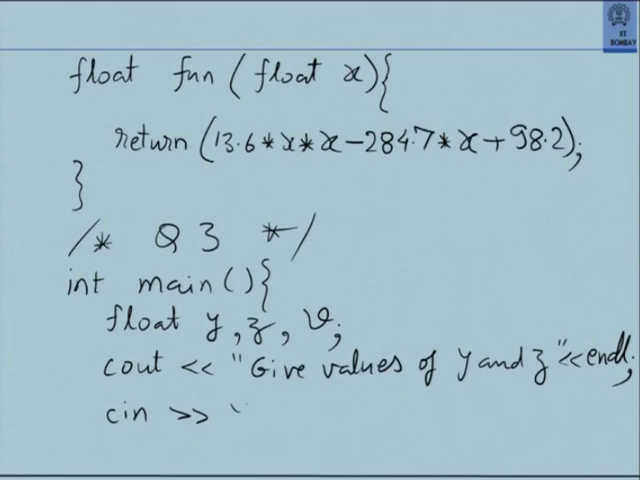 IIT
BOMBAY
float fun (float x){
return (13.6*x*x-284.7*x+98.2);
}
/* Q3 */
int main(){
float y, z, v;
cout << "Give values of y and z"<<endl;
cin >>